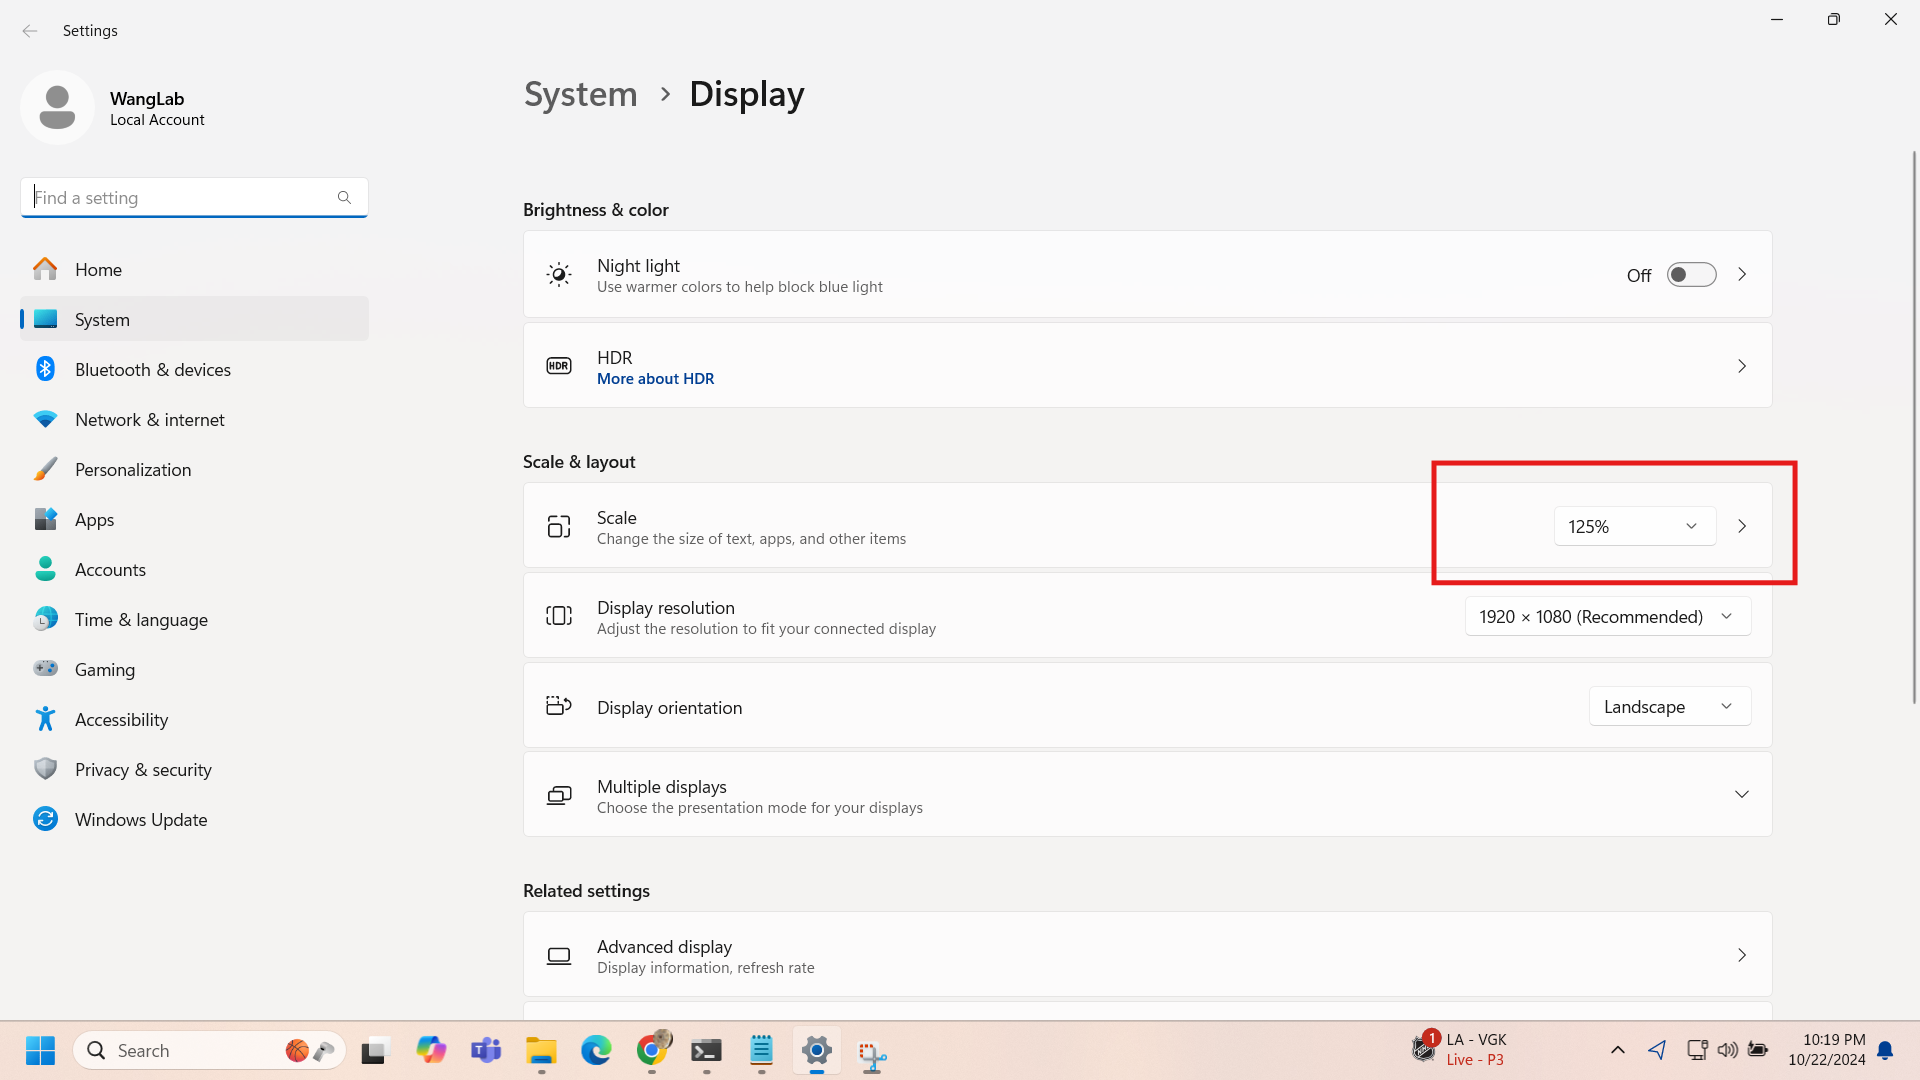 Settings
WangLab
Local Account
Find a setting
Home
System
Bluetooth & devices
Network & internet
Personalization
Apps
Accounts
Time & language
Gaming
Accessibility
Privacy & security
Windows Update
System > Display
Brightness & color
Night light
Use warmer colors to help block blue light
Off
HDR
HDR
More about HDR
Scale & layout
Scale
Change the size of text, apps, and other items
125%
Display resolution
Adjust the resolution to fit your connected display
1920 × 1080 (Recommended)
Display orientation
Landscape
Multiple displays
Choose the presentation mode for your displays
Related settings
Advanced display
Display information, refresh rate
Search
1
LA - VGK
Live - P3
10:19 PM
10/22/2024